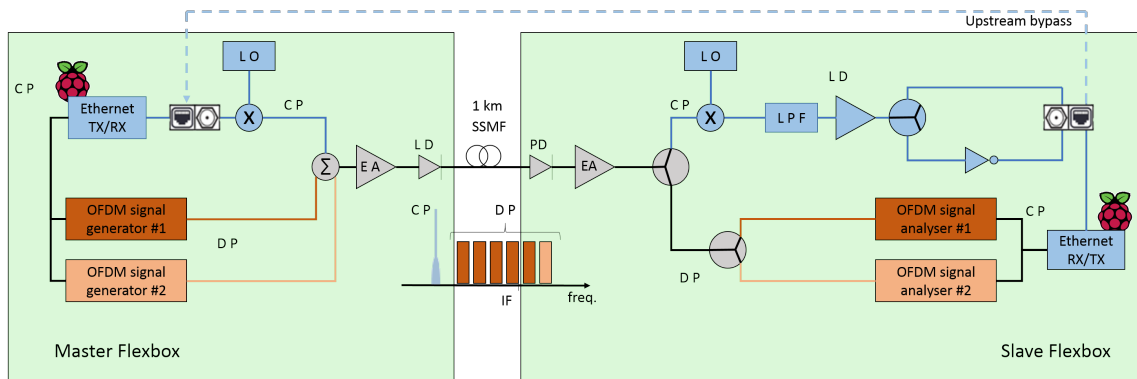 Upstream bypass
L O
C P
Ethernet
TX/RX
X
C P
Σ
E A
L D
1 km
SSMF
PD
EA
L O
C P
X
L P F
L D
OFDM signal
generator #1
D P
OFDM signal
generator #2
C P
D P
IF
freq.
D P
OFDM signal
analyser #1
C P
OFDM signal
analyser #2
Ethernet
RX/TX
Master Flexbox
Slave Flexbox